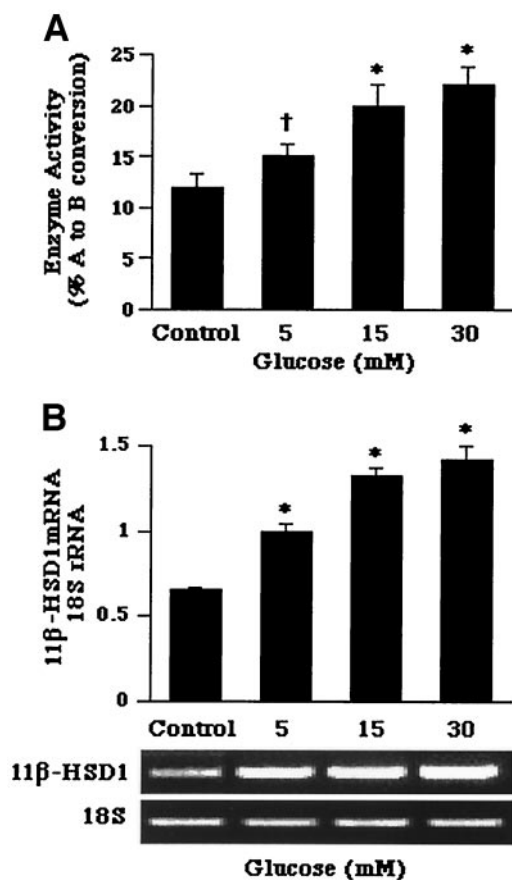 A
Enzyme Activity
(% A to B conversion)
25
20
15
10
5
0
†
*
*
Control 5 15 30
Glucose (mM)
B
11β-HSD1mRNA
18S rRNA
1.5
1
0.5
0
*
*
*
Control 5 15 30
11β-HSD1
18S
Glucose (mM)